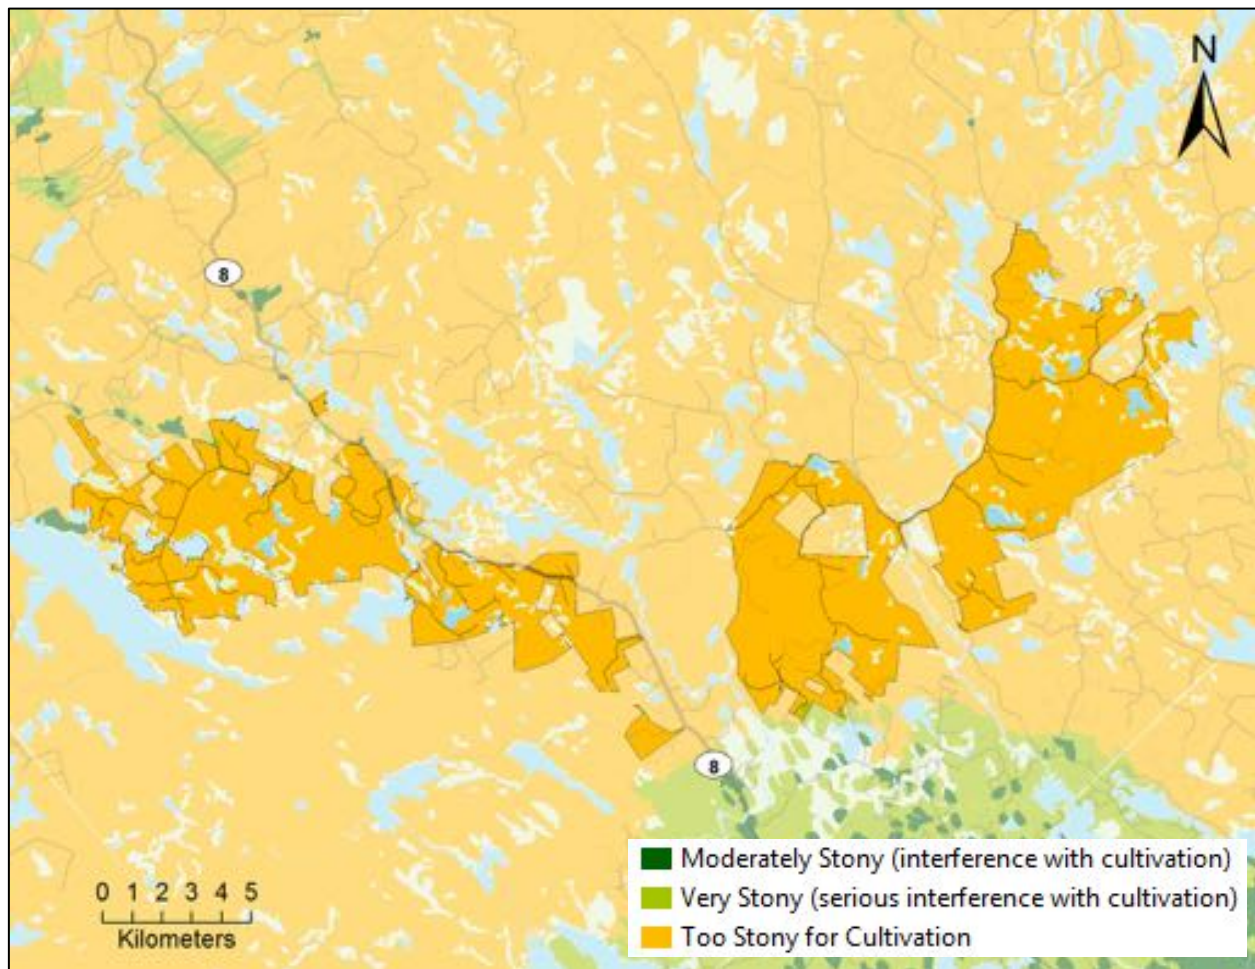 N
8
8
Moderately Stony (interference with cultivation)
Very Stony (serious interference with cultivation)
Too Stony for Cultivation
0 1 2 3 4 5
Kilometers